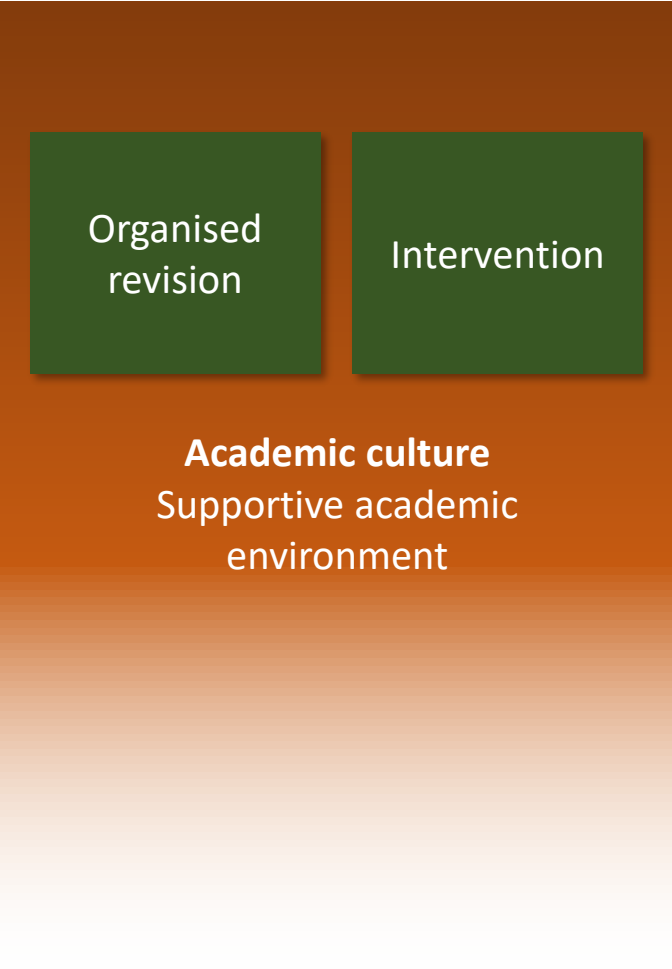 Organised
revision
Intervention
Academic culture
Supportive academic
environment